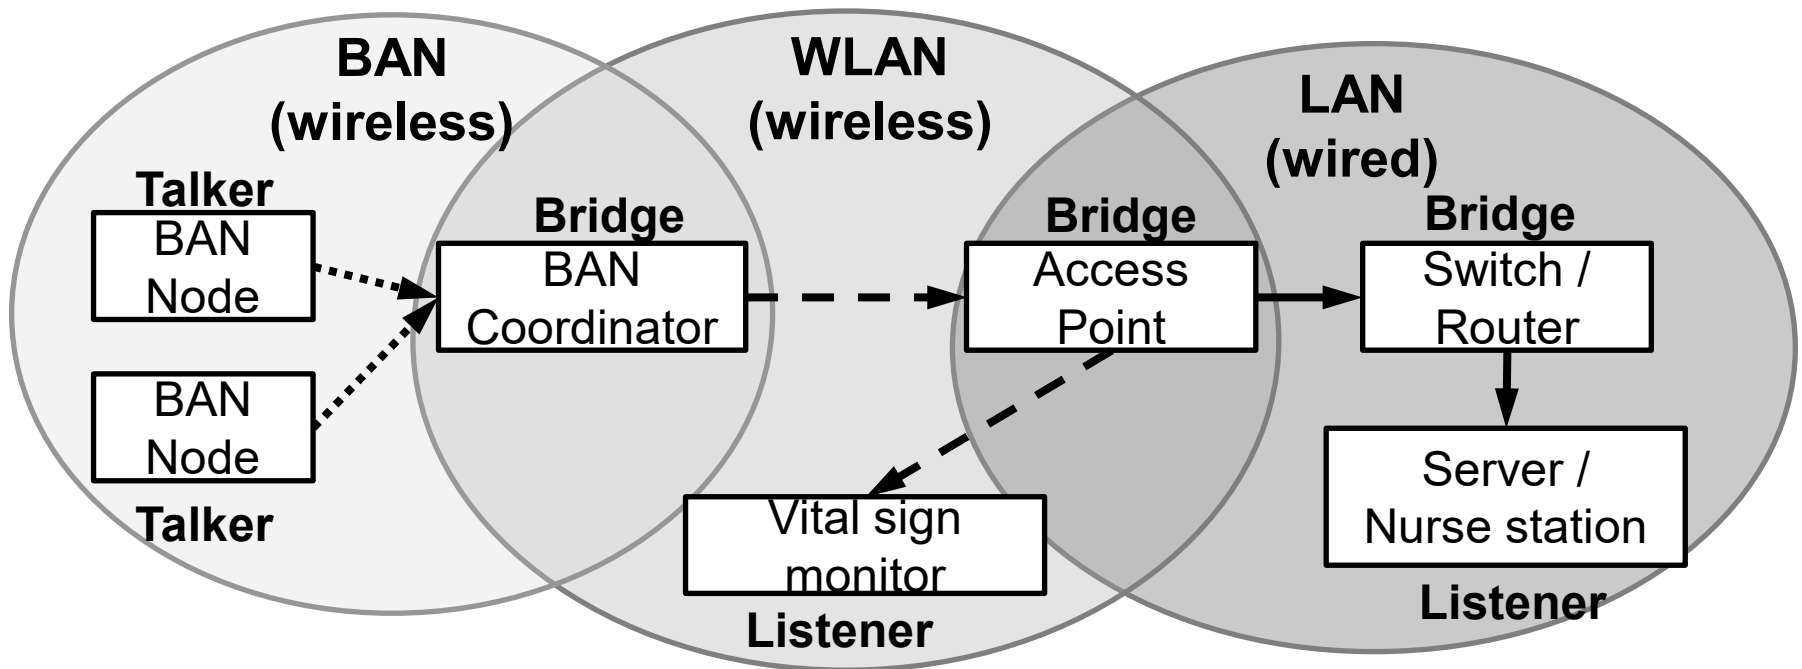 BAN
(wireless)
WLAN
(wireless)
LAN
(wired)
Talker
BAN
Node
BAN
Node
Talker
Bridge
BAN
Coordinator
Bridge
Access
Point
Bridge
Switch /
Router
Vital sign
monitor
Listener
Server /
Nurse station
Listener